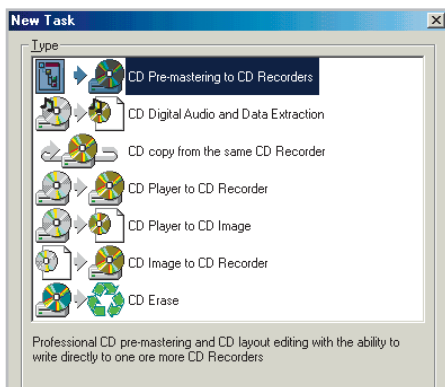 New Task
Type
CD Pre-mastering to CD Recorders
CD Digital Audio and Data Extraction
CD copy from the same CD Recorder
CD Player to CD Recorder
CD Player to CD Image
CD Image to CD Recorder
CD Erase
Professional CD pre-mastering and CD layout editing with the ability to
write directly to one ore more CD Recorders